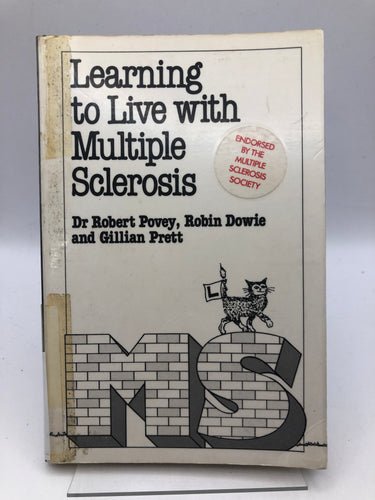 Learning
to Live with
Multiple
Sclerosis
ENDORSED
BY THE
MULTIPLE
SCLEROSIS
SOCIETY
Dr Robert Povey, Robin Dowie
and Gillian Prett
L
MS